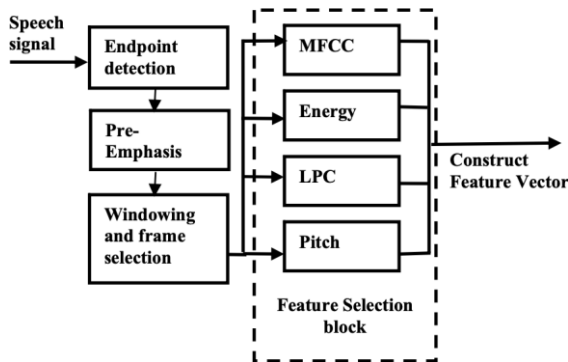 Speech
signal
Endpoint
detection
Pre-
Emphasis
Windowing
and frame
selection
MFCC
Energy
LPC
Pitch
Feature Selection
block
Construct
Feature Vector